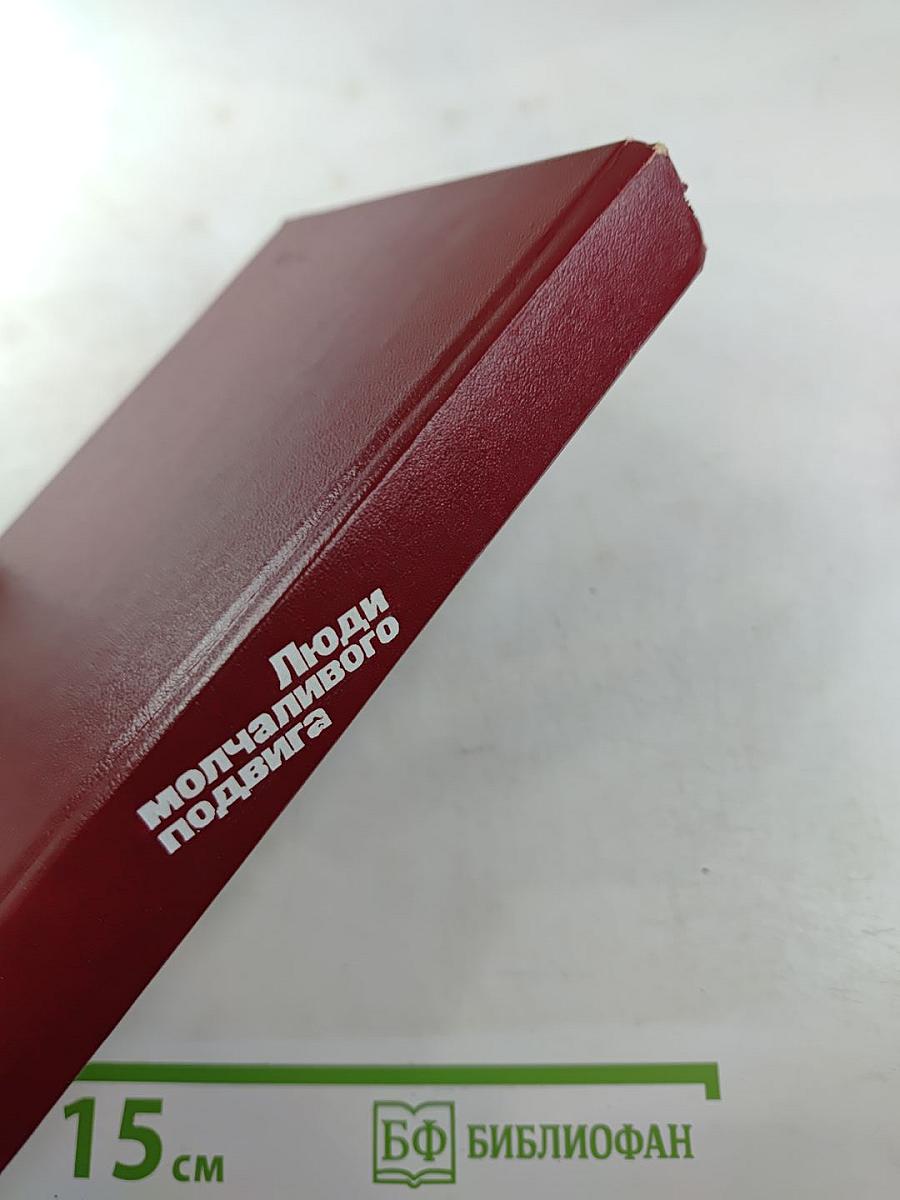 Люди
молчаливого
подвига
15 см
БФ БИБЛИОФАН